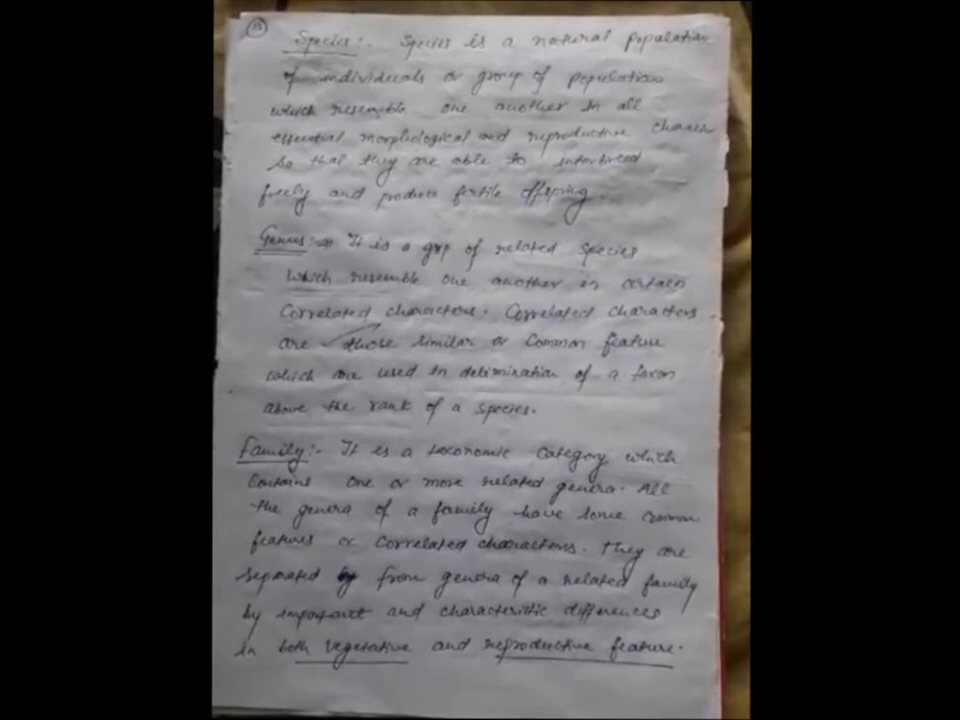 13
Species:- Species is a natural population
of individuals or group of populations
which resemble one another in all
essential morphological and reproductive charact
so that they are able to interbreed
freely and produce fertile offspring.
Genus:- It is a grp of related species
which resemble one another in certain
Correlated characters. Correlated characters
are those similar or common feature
which are used in delimination of a taxon
above the rank of a species.
Family:- It is a taxonomic category which
contains one or more related genera. All
the genera of a family have some common
features or correlated characters. They are
separated from genera of a related family
by important and characteristic differences
in both vegetative and reproductive feature.